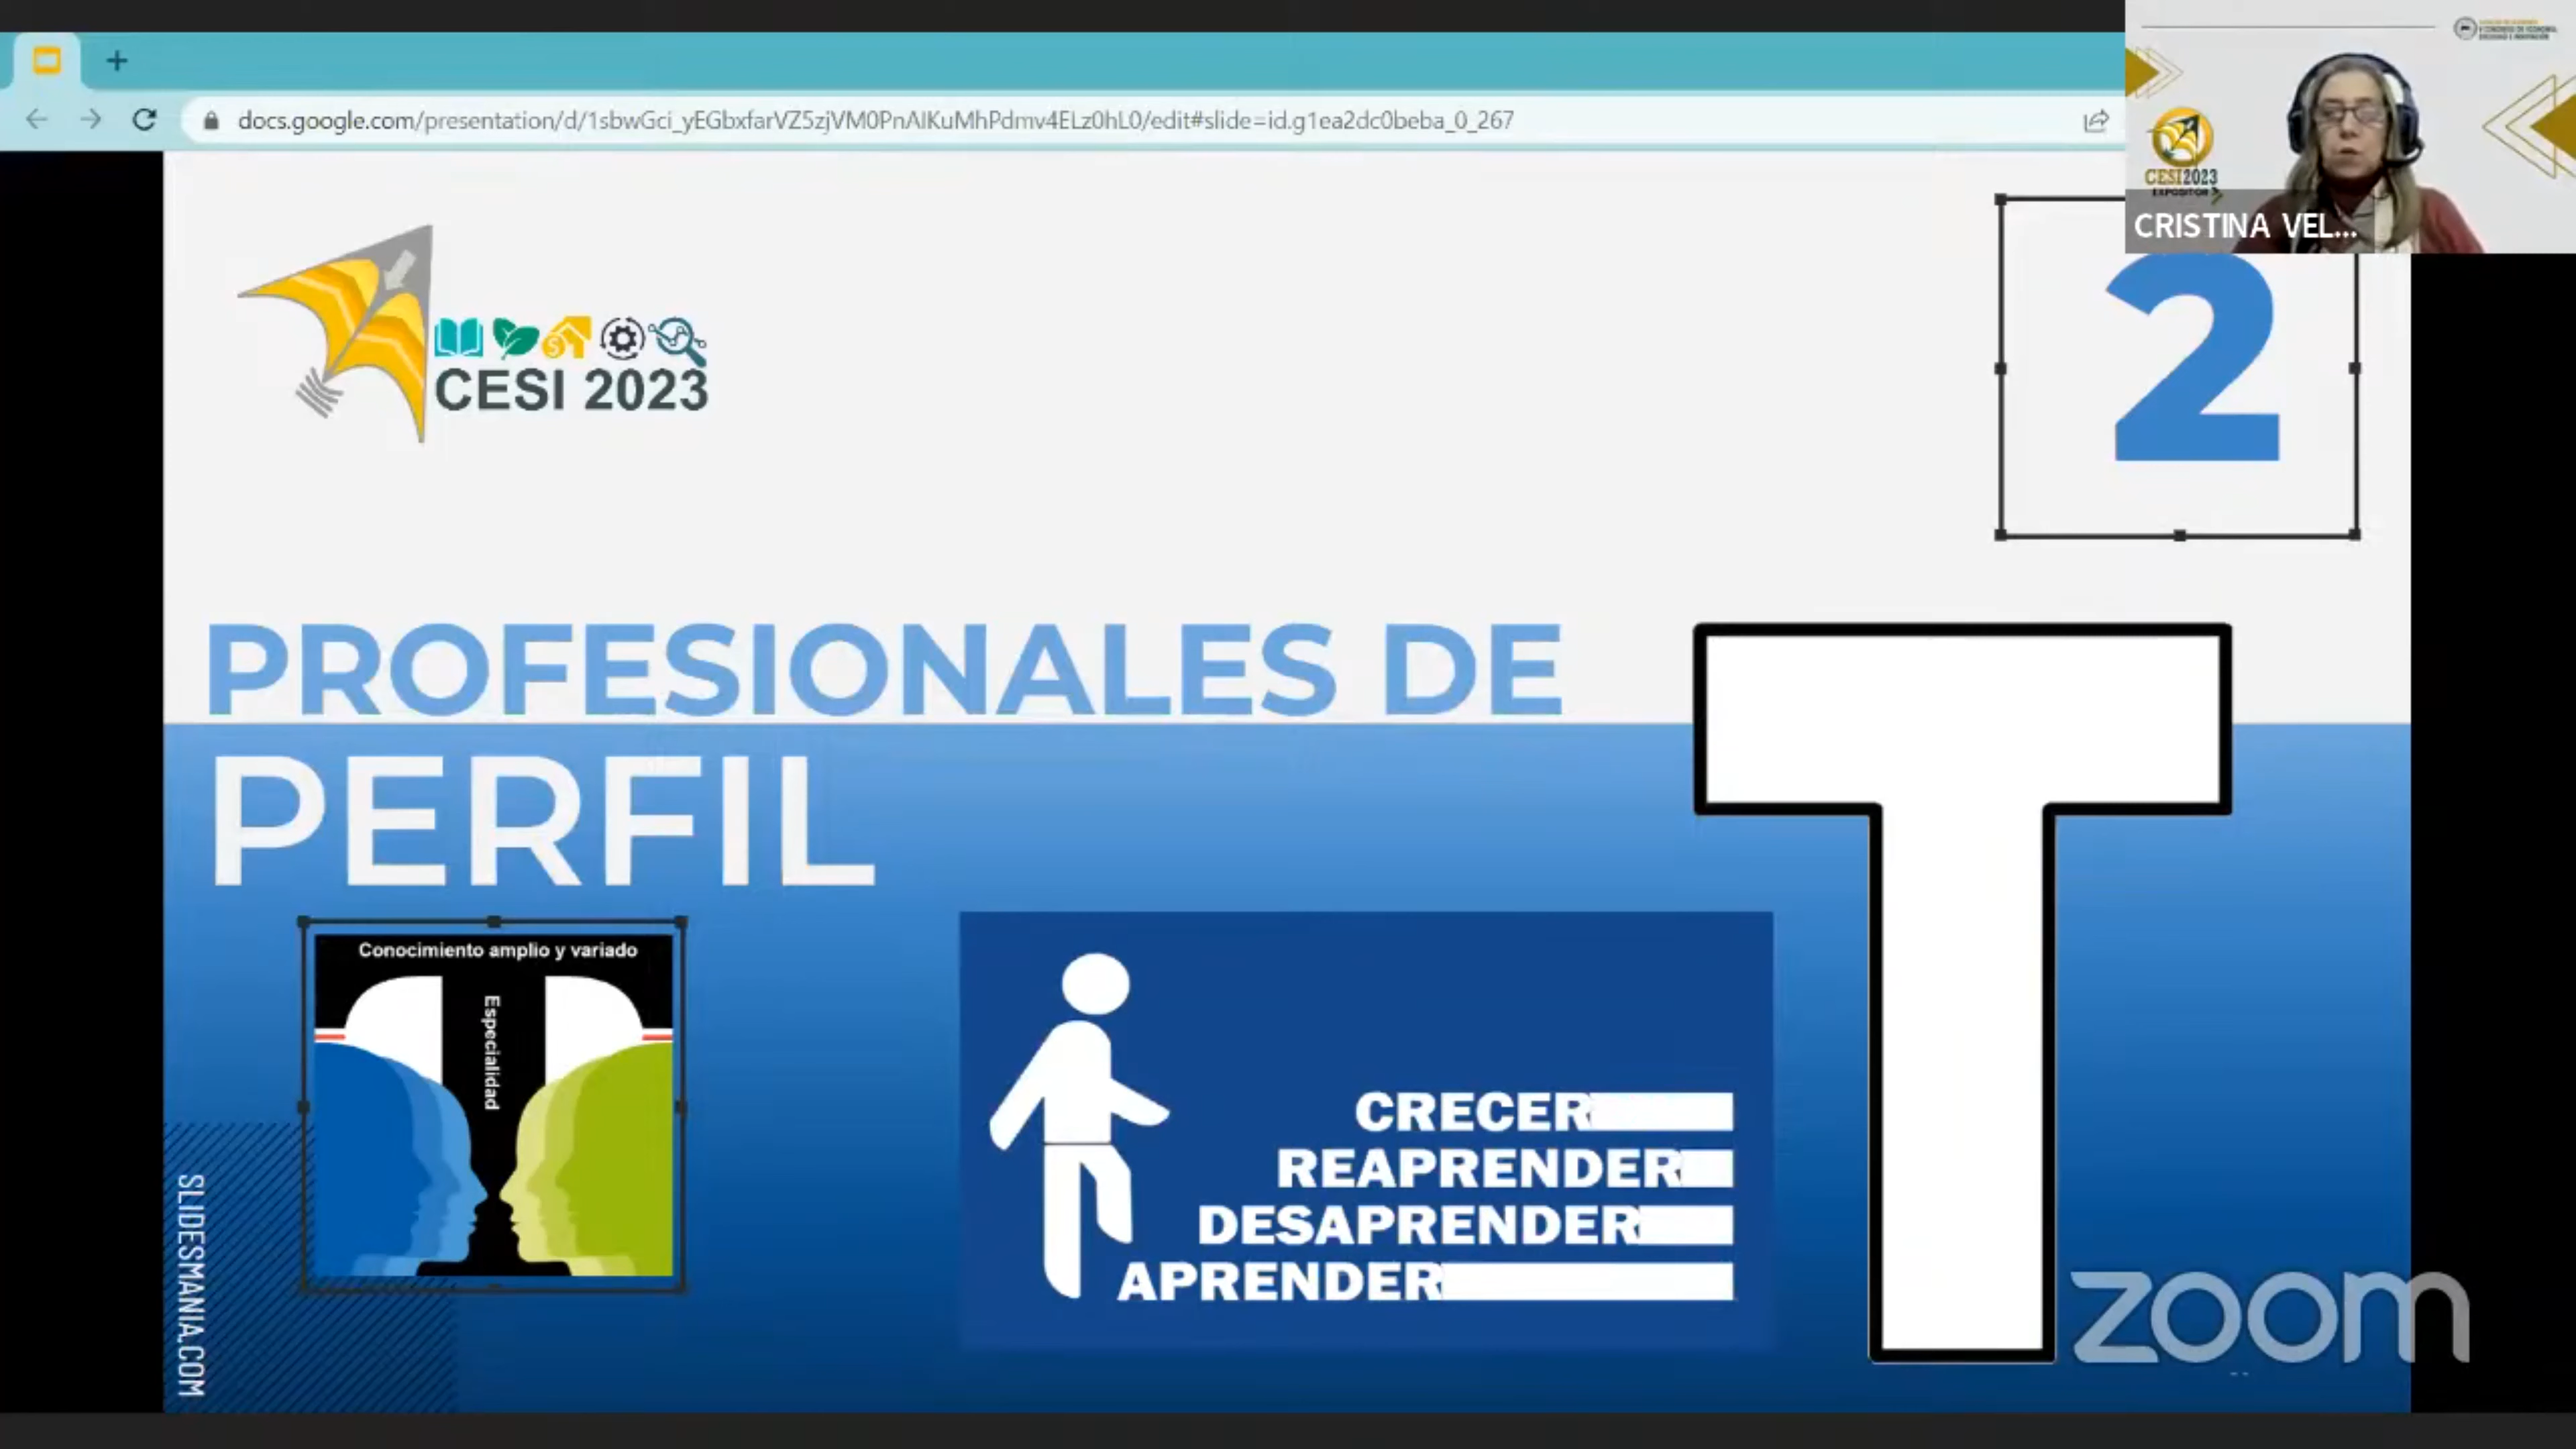 docs.google.com/presentation/d/1sbwGci_yEGbxfarVZ5zjVM0PnAIKuMhPdmv4ELz0hL0/edit#slide=id.g1ea2dc0beba_0_267
CESI2023
EXPOSITOR
CRISTINA VEL...
CESI 2023
2
PROFESIONALES DE
PERFIL
T
Conocimiento amplio y variado
Especialidad
CRECER
REAPRENDER
DESAPRENDER
APRENDER
SLIDESMANIA.COM
zoom